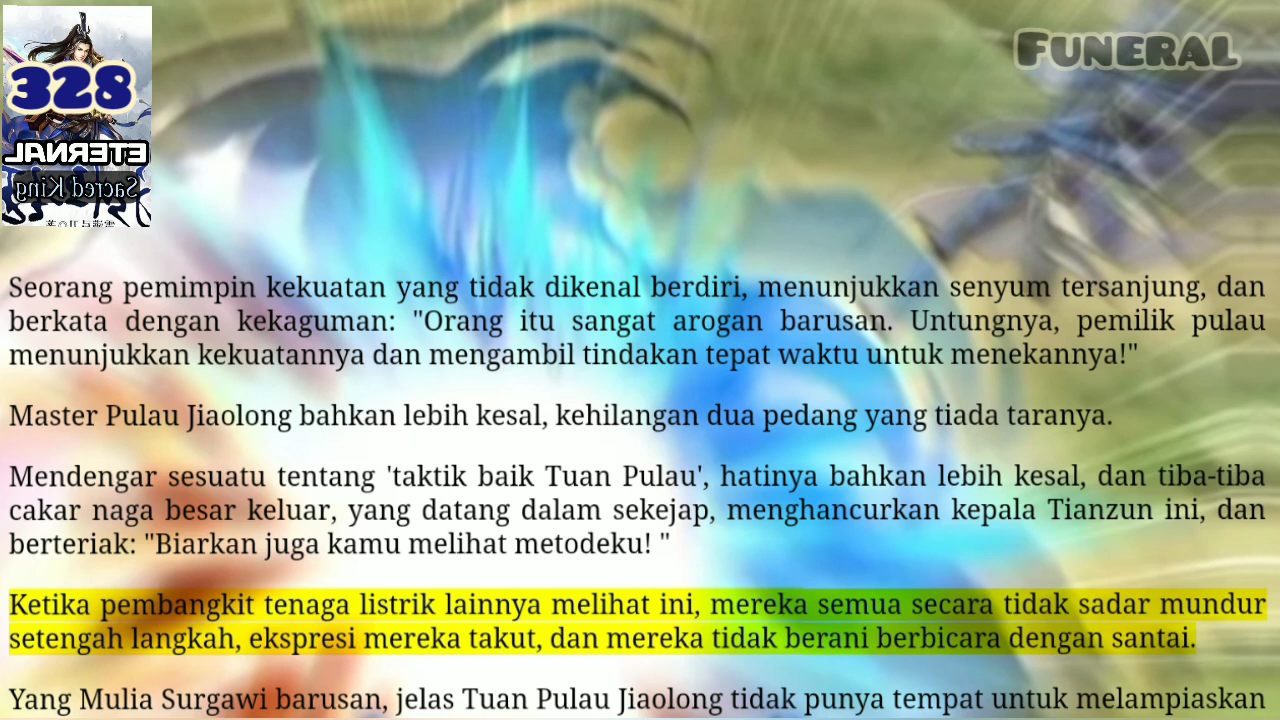 328
FUNERAL
ETERNAL
Sacred King
Seorang pemimpin kekuatan yang tidak dikenal berdiri, menunjukkan senyum tersanjung, dan
berkata dengan kekaguman: "Orang itu sangat arogan barusan. Untungnya, pemilik pulau
menunjukkan kekuatannya dan mengambil tindakan tepat waktu untuk menekannya!"
Master Pulau Jiaolong bahkan lebih kesal, kehilangan dua pedang yang tiada taranya.
Mendengar sesuatu tentang 'taktik baik Tuan Pulau', hatinya bahkan lebih kesal, dan tiba-tiba
cakar naga besar keluar, yang datang dalam sekejap, menghancurkan kepala Tianzun ini, dan
berteriak: "Biarkan juga kamu melihat metodeku! "
Ketika pembangkit tenaga listrik lainnya melihat ini, mereka semua secara tidak sadar mundur
setengah langkah, ekspresi mereka takut, dan mereka tidak berani berbicara dengan santai.
Yang Mulia Surgawi barusan, jelas Tuan Pulau Jiaolong tidak punya tempat untuk melampiaskan